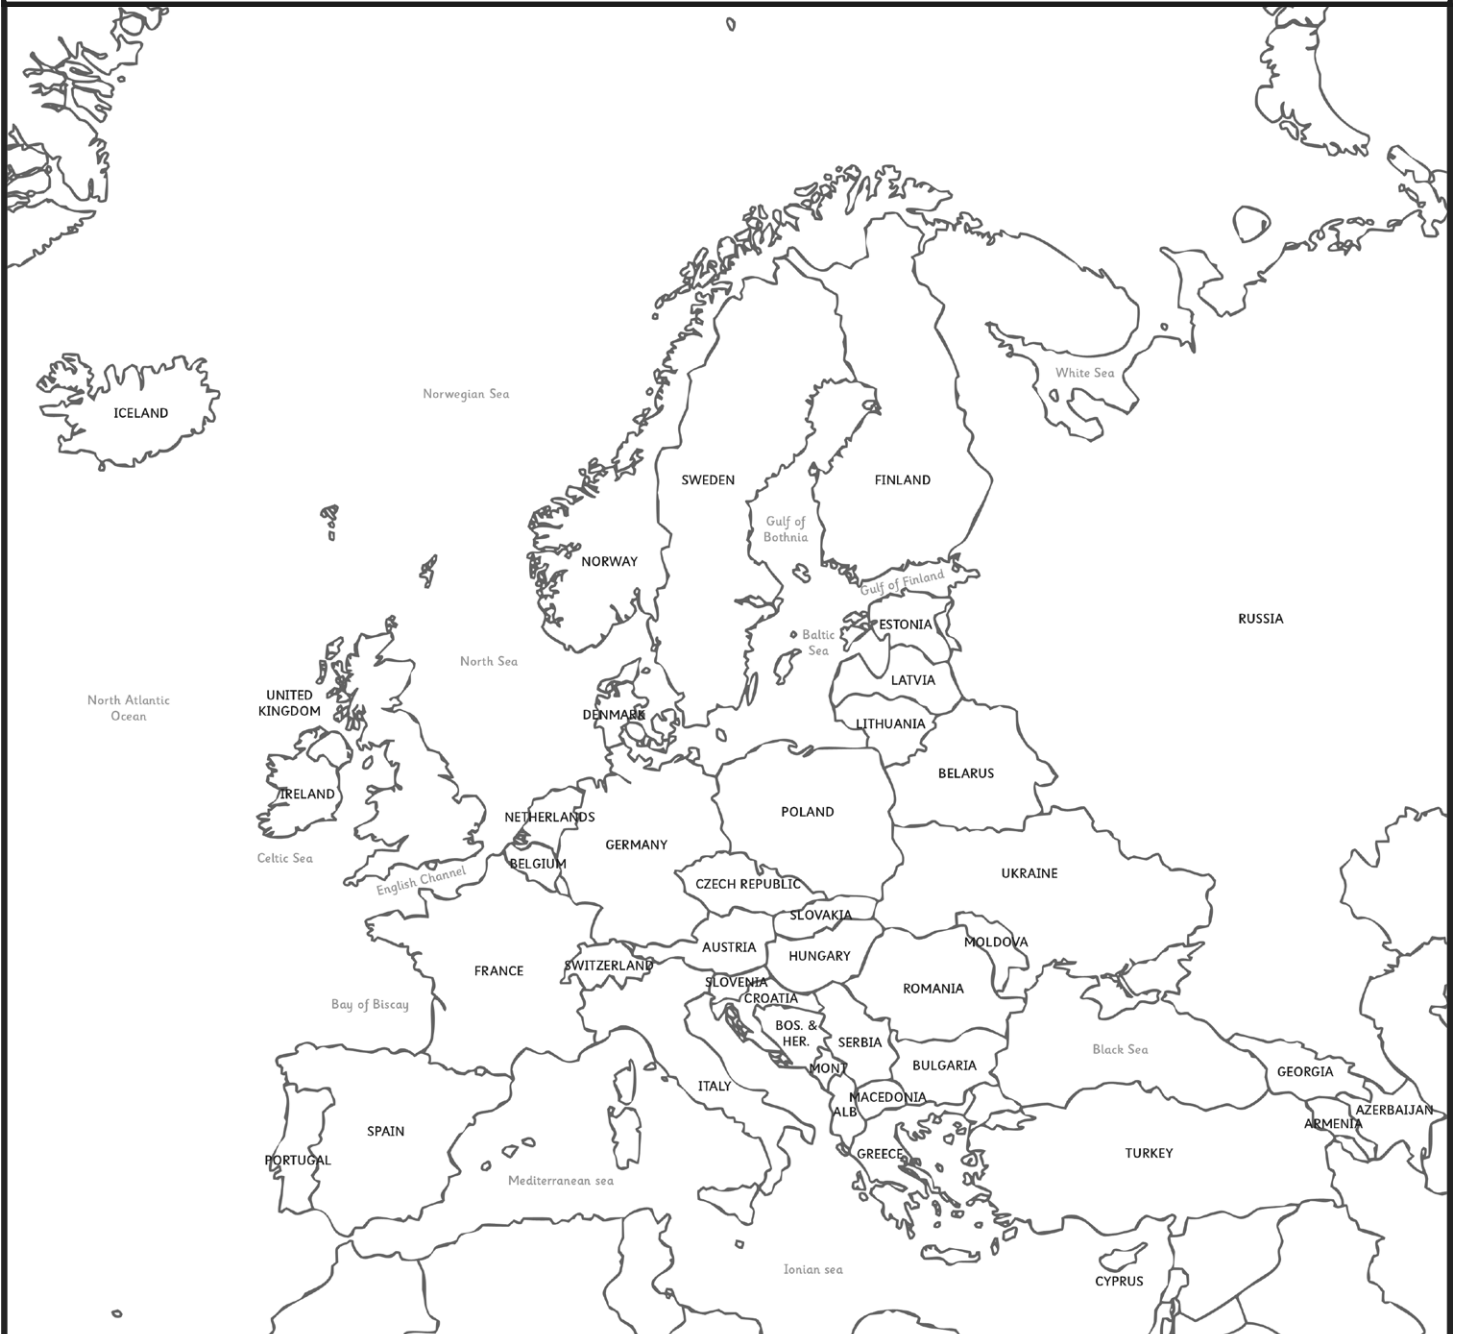 ICELAND
Norwegian Sea
White Sea
SWEDEN
FINLAND
Gulf of
Bothnia
NORWAY
Gulf of Finland
RUSSIA
ESTONIA
Baltic
Sea
North Sea
LATVIA
North Atlantic
Ocean
UNITED
KINGDOM
DENMARK
LITHUANIA
BELARUS
IRELAND
NETHERLANDS
POLAND
GERMANY
Celtic Sea
English Channel
BELGIUM
UKRAINE
CZECH REPUBLIC
SLOVAKIA
MOLDOVA
AUSTRIA
HUNGARY
FRANCE
SWITZERLAND
SLOVENIA
ROMANIA
CROATIA
Bay of Biscay
BOS. &
HER.
SERBIA
Black Sea
MONT
BULGARIA
GEORGIA
ITALY
MACEDONIA
ALB
AZERBAIJAN
ARMENIA
SPAIN
PORTUGAL
GREECE
TURKEY
Mediterranean sea
Ionian sea
CYPRUS